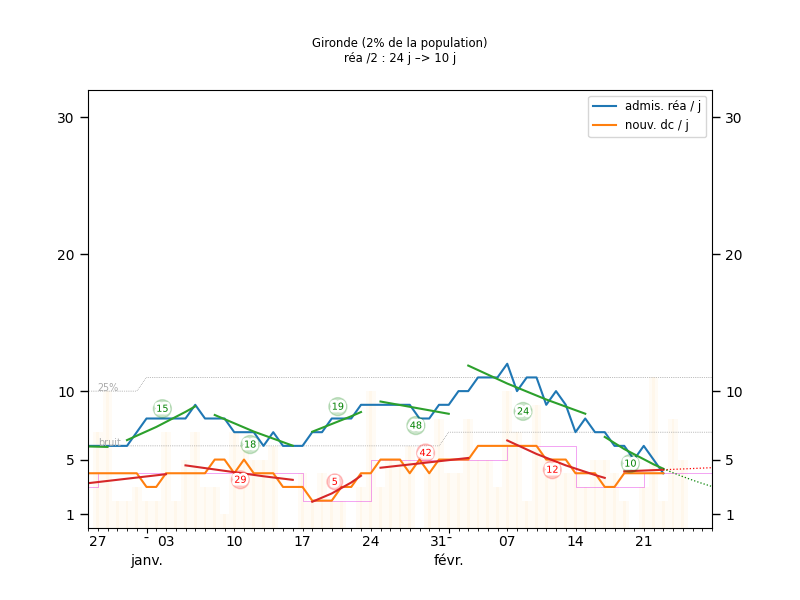 Gironde (2% de la population)
réa /2 : 24 j –> 10 j
admis. réa / j
nouv. dc / j
30 30
20 20
10 10
5 5
1 1
25%
bruit
15
18
29
19
5
48
42
24
12
10
27 03 10 17 24 31 07 14 21
janv. févr.